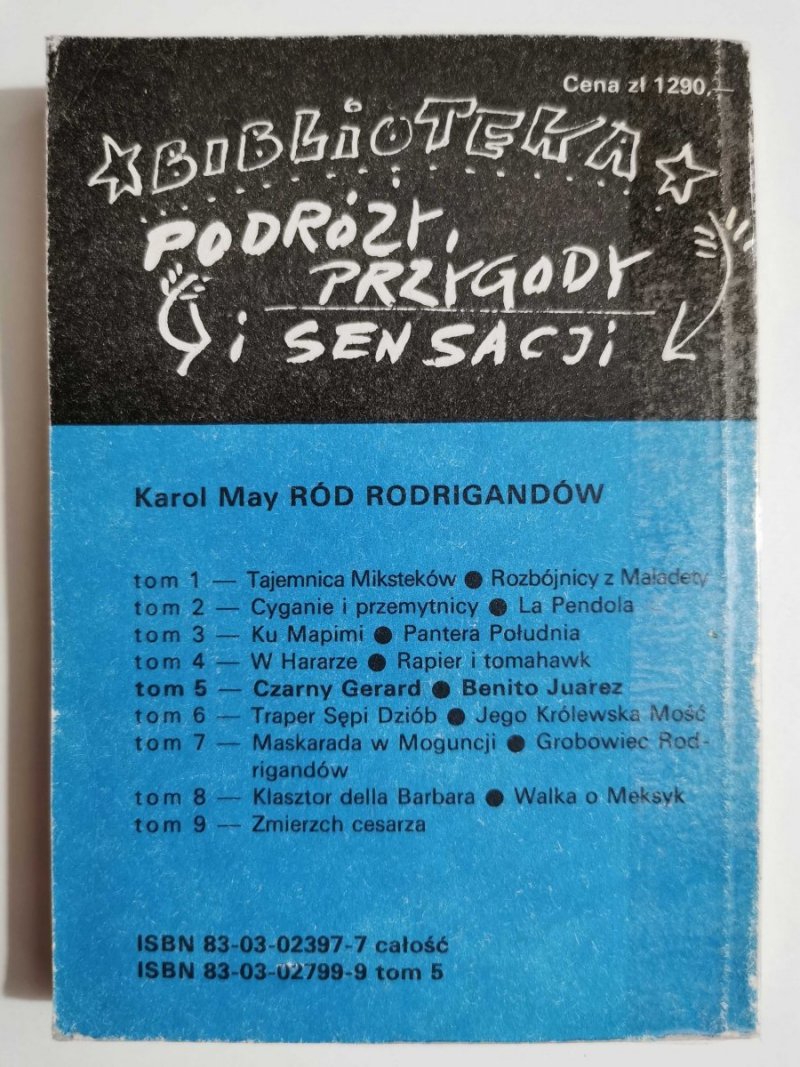 Cena zł 1290,—
BIBLIOTEKA
PODRÓŻY,
PRZYGODY
i SENSACJI
Karol May RÓD RODRIGANDÓW
tom 1 — Tajemnica Miksteków ● Rozbójnicy z Maladety
tom 2 — Cyganie i przemytnicy ● La Pendola
tom 3 — Ku Mapimi ● Pantera Południa
tom 4 — W Hararze ● Rapier i tomahawk
tom 5 — Czarny Gerard ● Benito Juarez
tom 6 — Traper Sępi Dziób ● Jego Królewska Mość
tom 7 — Maskarada w Moguncji ● Grobowiec Rod-
rigandów
tom 8 — Klasztor della Barbara ● Walka o Meksyk
tom 9 — Zmierzch cesarza
ISBN 83-03-02397-7 całość
ISBN 83-03-02799-9 tom 5